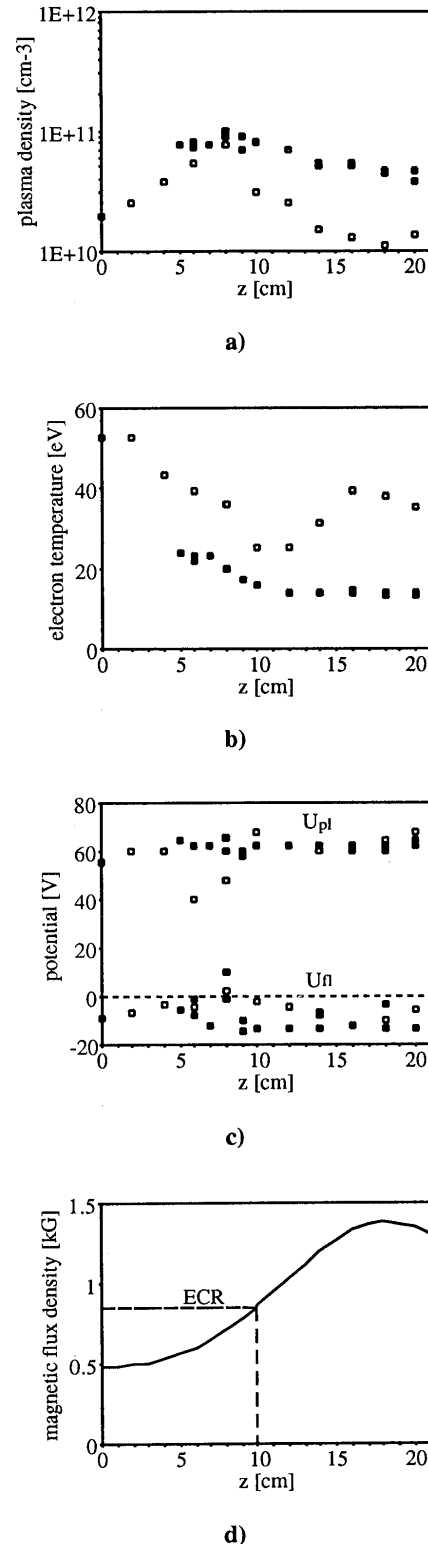 1E+12
plasma density [cm-3]
1E+11
1E+10
0 5 10 15 20
z [cm]
a)
60
electron temperature [eV]
40
20
0
0 5 10 15 20
z [cm]
b)
80
Upl
60
potential [V]
40
20
Ufl
0
-20
0 5 10 15 20
z [cm]
c)
1.5
magnetic flux density [kG]
1
ECR
0.5
0
0 5 10 15 20
z [cm]
d)